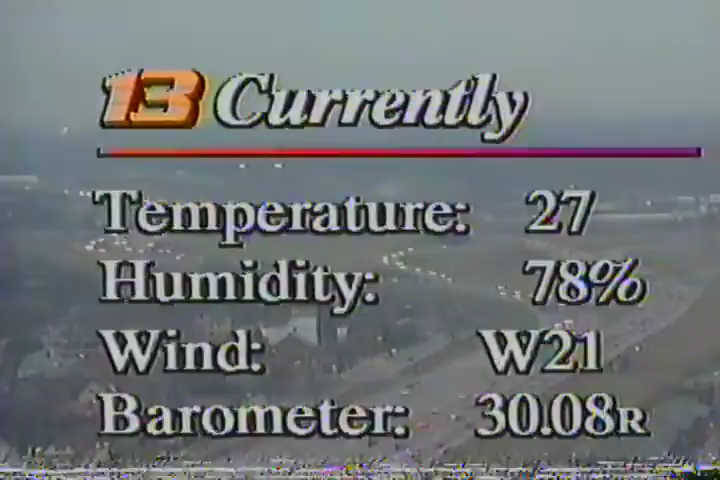 13 Currently
Temperature: 27
Humidity: 78%
Wind: W21
Barometer: 30.08R